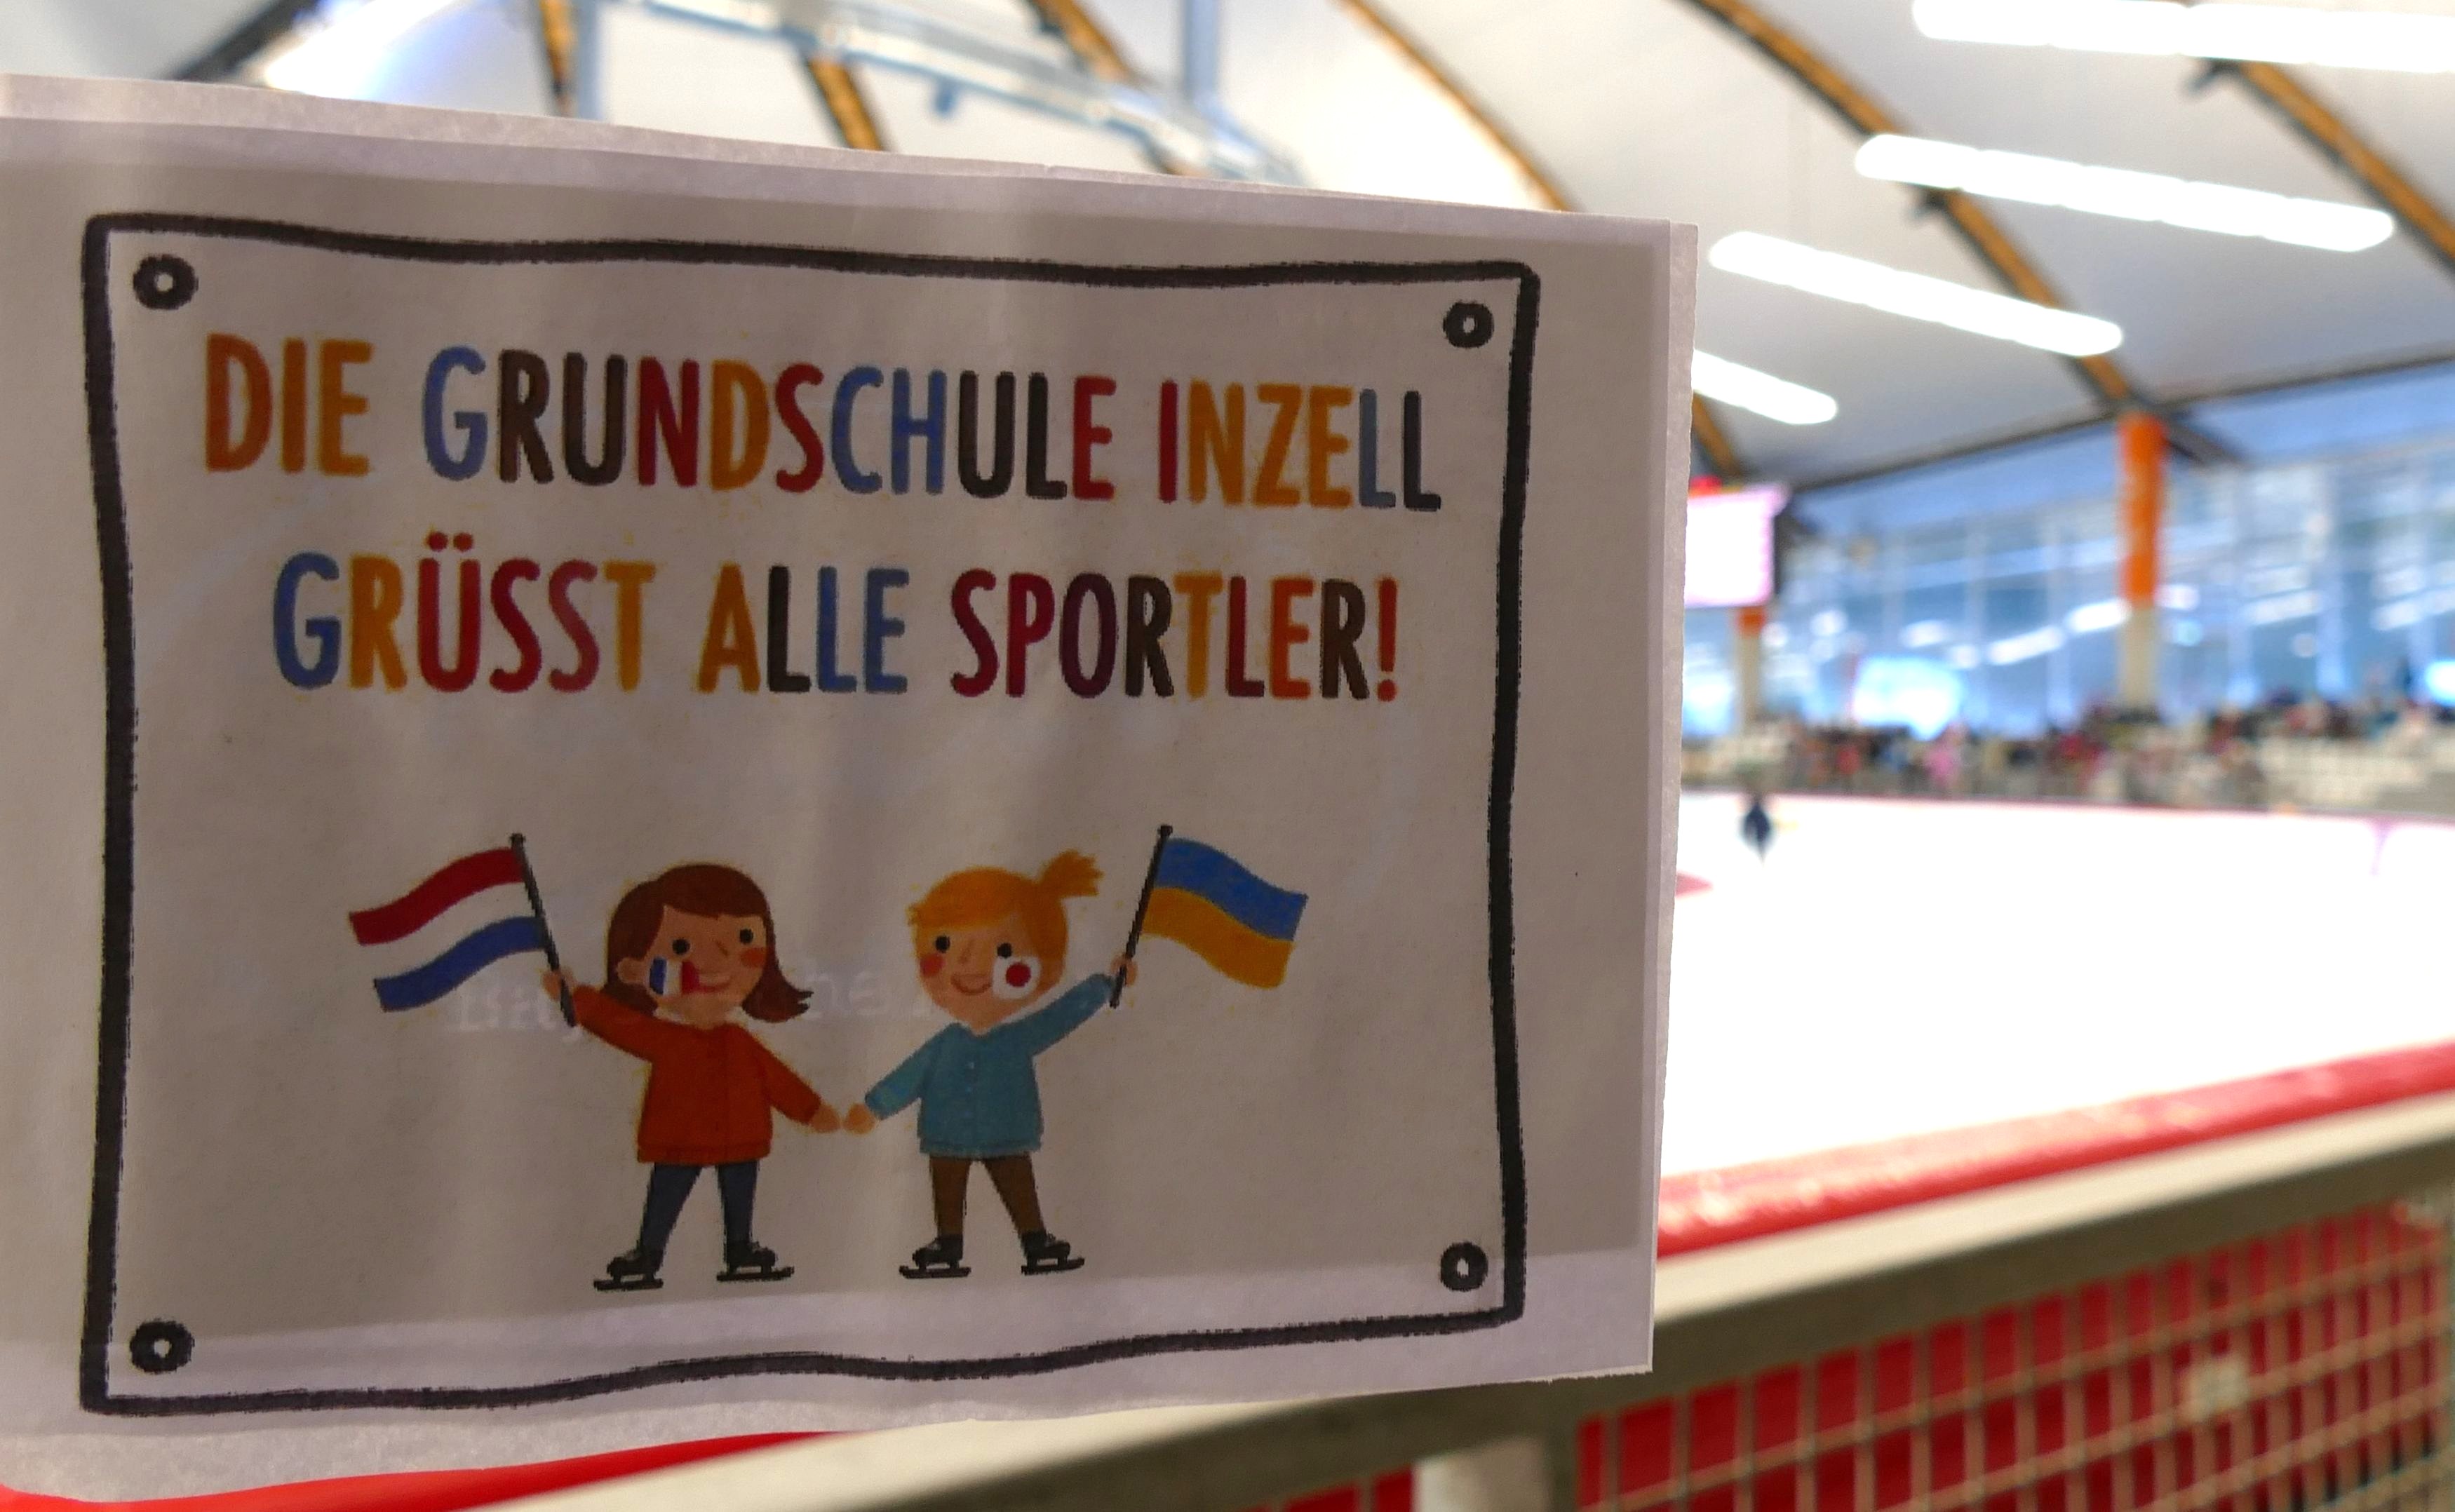 DIE GRUNDSCHULE INZELL
GRÜSST ALLE SPORTLER!